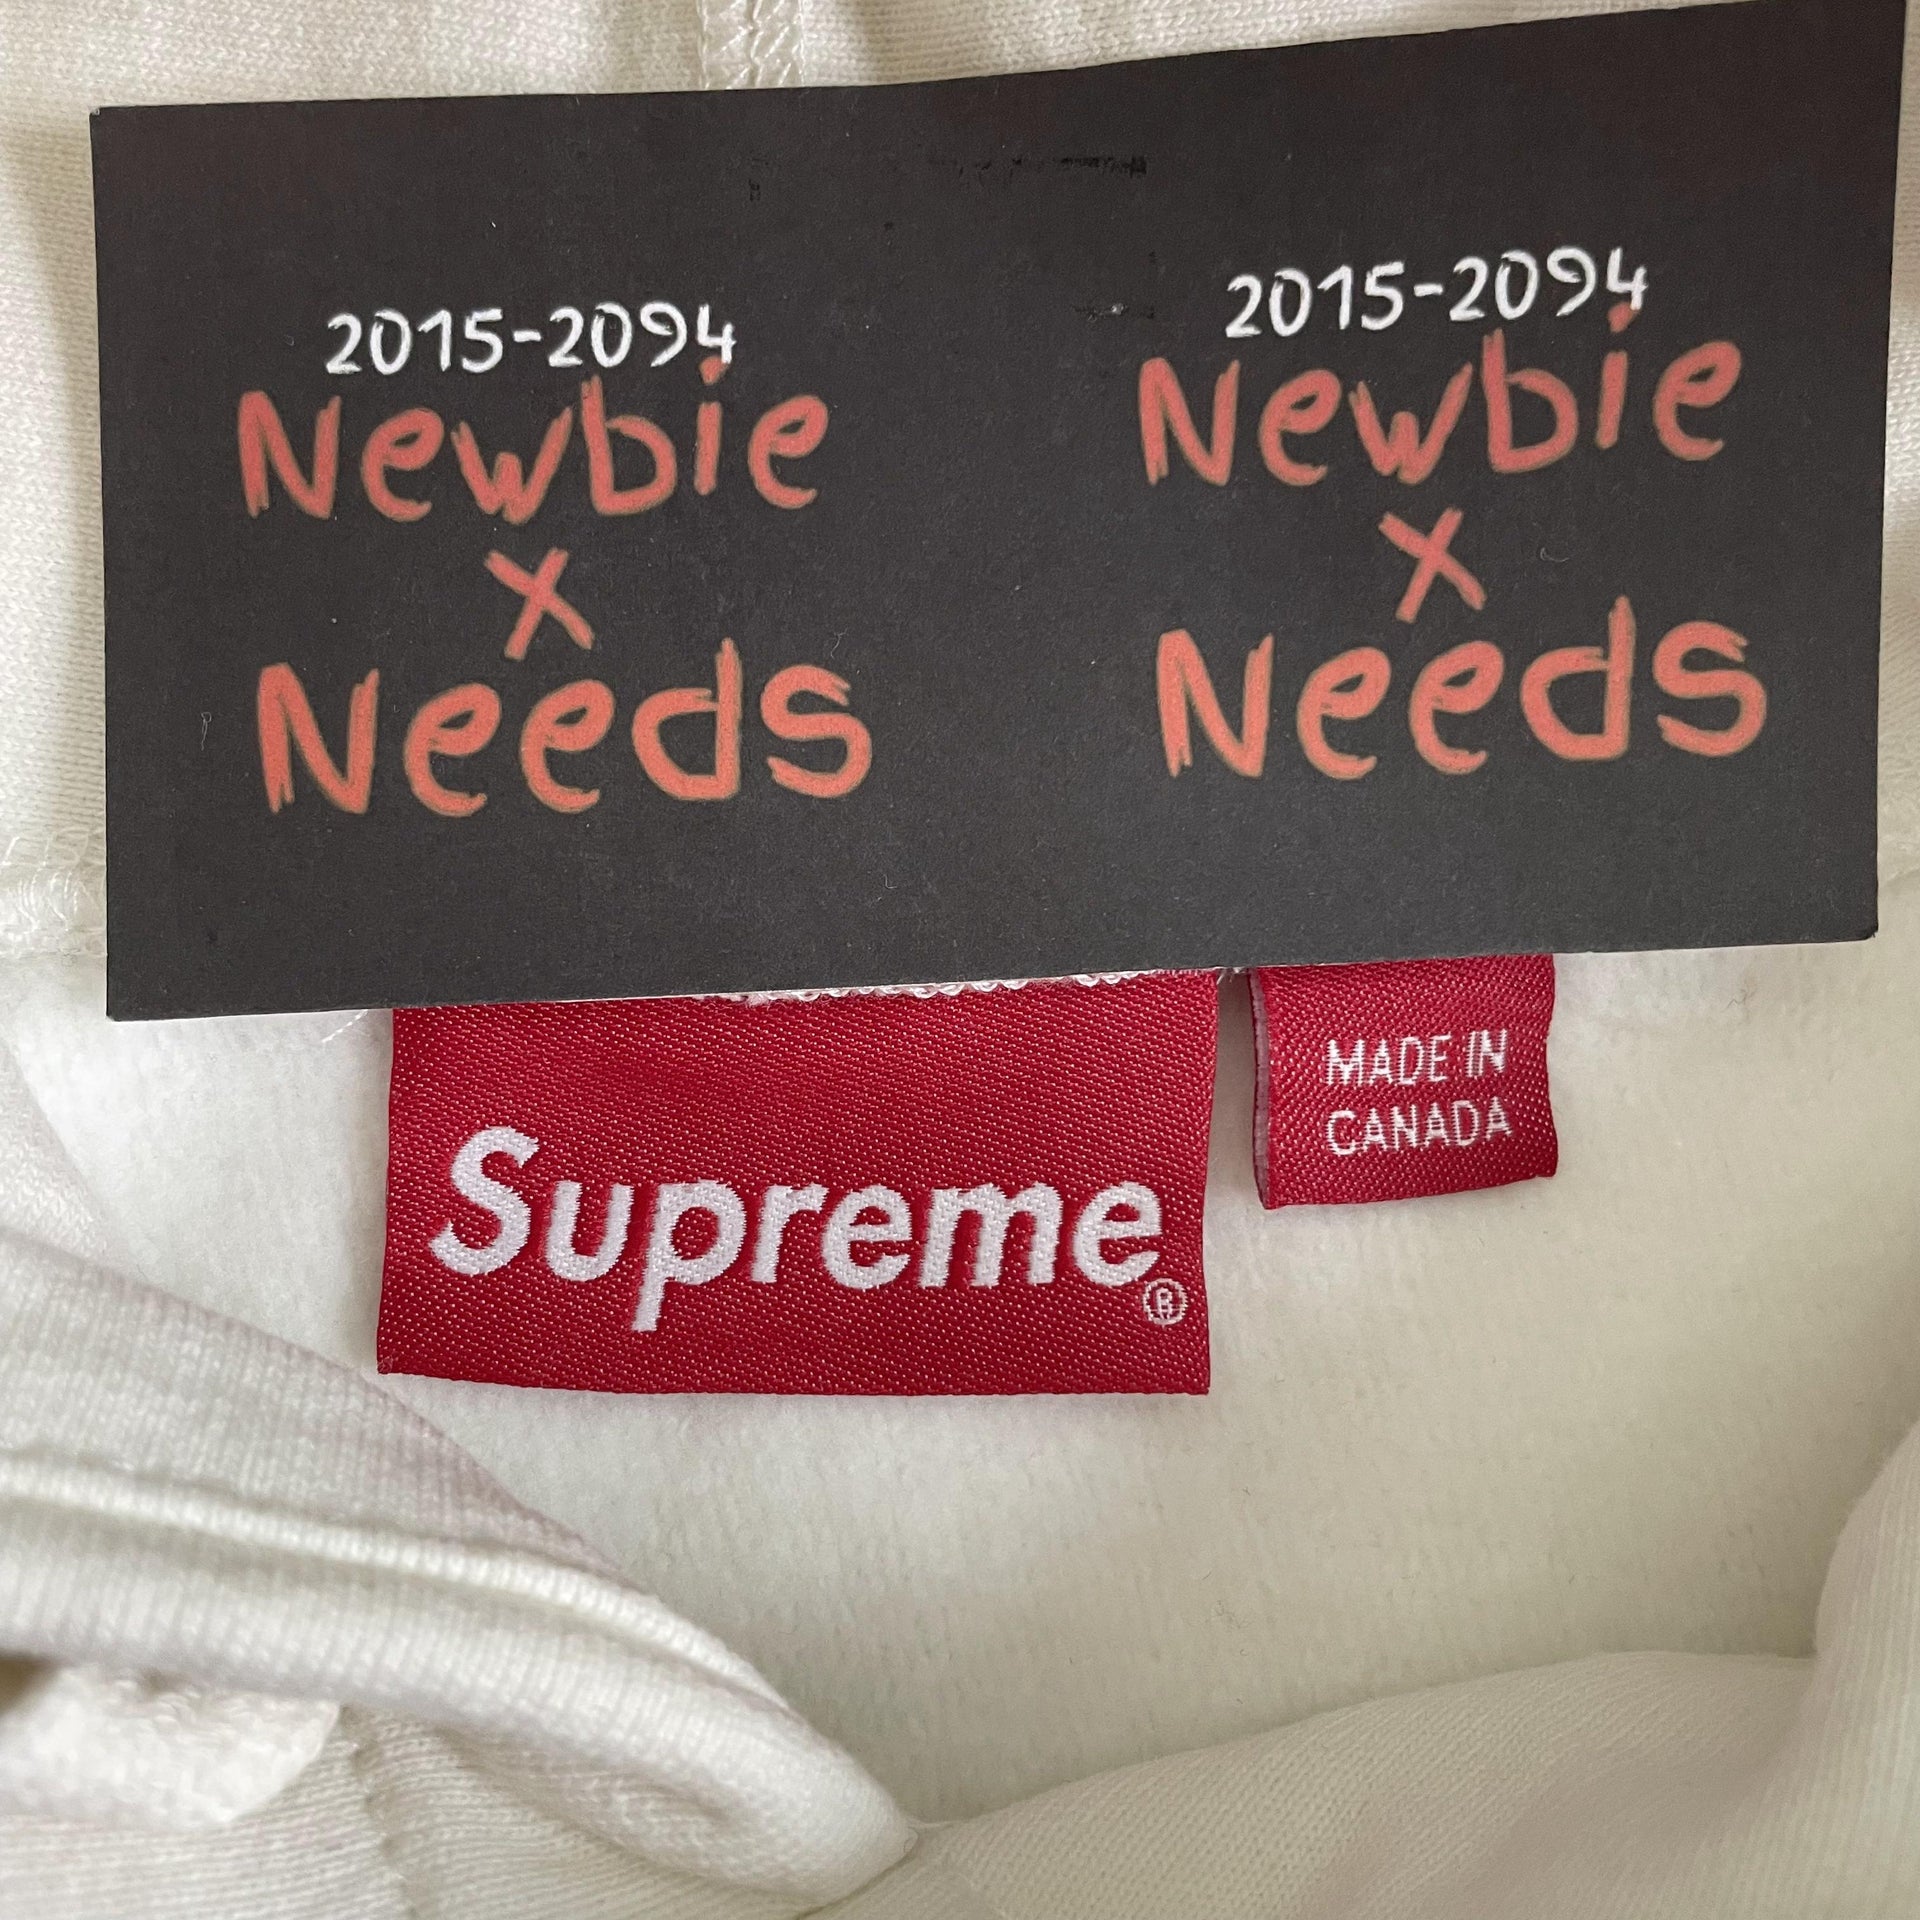 2015-2094
Newbie
x
Needs
2015-2094
Newbie
x
Needs
Supreme®
MADE IN
CANADA